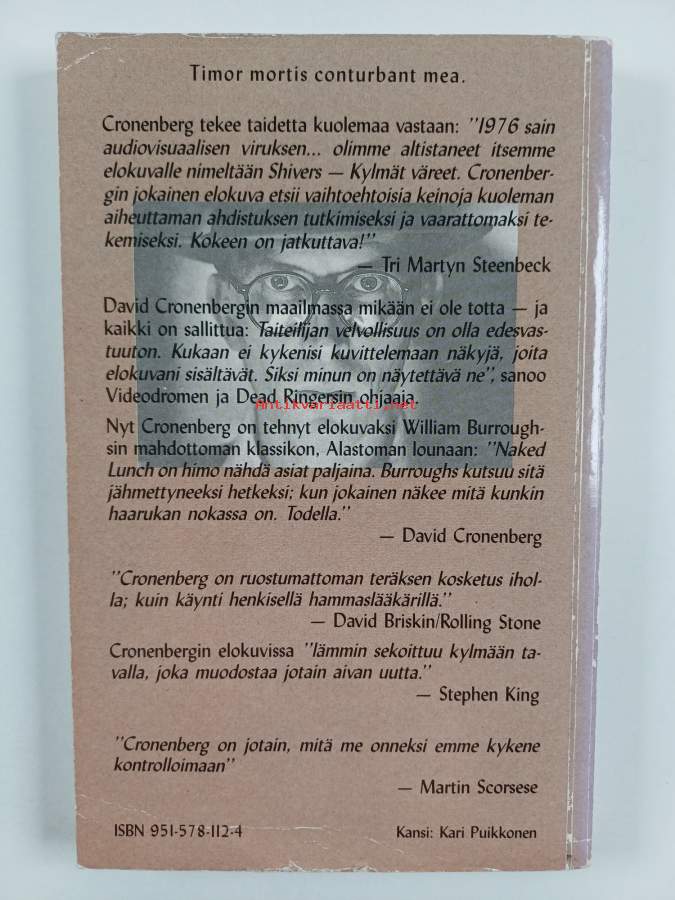 Timor mortis conturbant mea.
Cronenberg tekee taidetta kuolemaa vastaan: "1976 sain
audiovisuaalisen viruksen... olimme altistaneet itsemme
elokuvalle nimeltään Shivers — Kylmät väreet. Cronenber-
gin jokainen elokuva etsii vaihtoehtoisia keinoja kuoleman
aiheuttaman ahdistuksen tutkimiseksi ja vaarattomaksi te-
kemiseksi. Kokeen on jatkuttava!"
— Tri Martyn Steenbeck
David Cronenbergin maailmassa mikään ei ole totta — ja
kaikki on sallittua: Taiteilijan velvollisuus on olla edesvas-
tuuton. Kukaan ei kykenisi kuvittelemaan näkyjä, joita
elokuvani sisältävät. Siksi minun on näytettävä ne", sanoo
Videodromen ja Dead Ringersin ohjaaja.
Antikvariaatti.net
Nyt Cronenberg on tehnyt elokuvaksi William Burrough-
sin mahdottoman klassikon, Alastoman lounaan: "Naked
Lunch on himo nähdä asiat paljaina. Burroughs kutsuu sitä
jähmettyneeksi hetkeksi; kun jokainen näkee mitä kunkin
haarukan nokassa on. Todella."
— David Cronenberg
"Cronenberg on ruostumattoman teräksen kosketus ihol-
la; kuin käynti henkisellä hammaslääkärillä."
— David Briskin/Rolling Stone
Cronenbergin elokuvissa "lämmin sekoittuu kylmään ta-
valla, joka muodostaa jotain aivan uutta."
— Stephen King
"Cronenberg on jotain, mitä me onneksi emme kykene
kontrolloimaan"
— Martin Scorsese
ISBN 951-578-112-4 Kansi: Kari Puikkonen